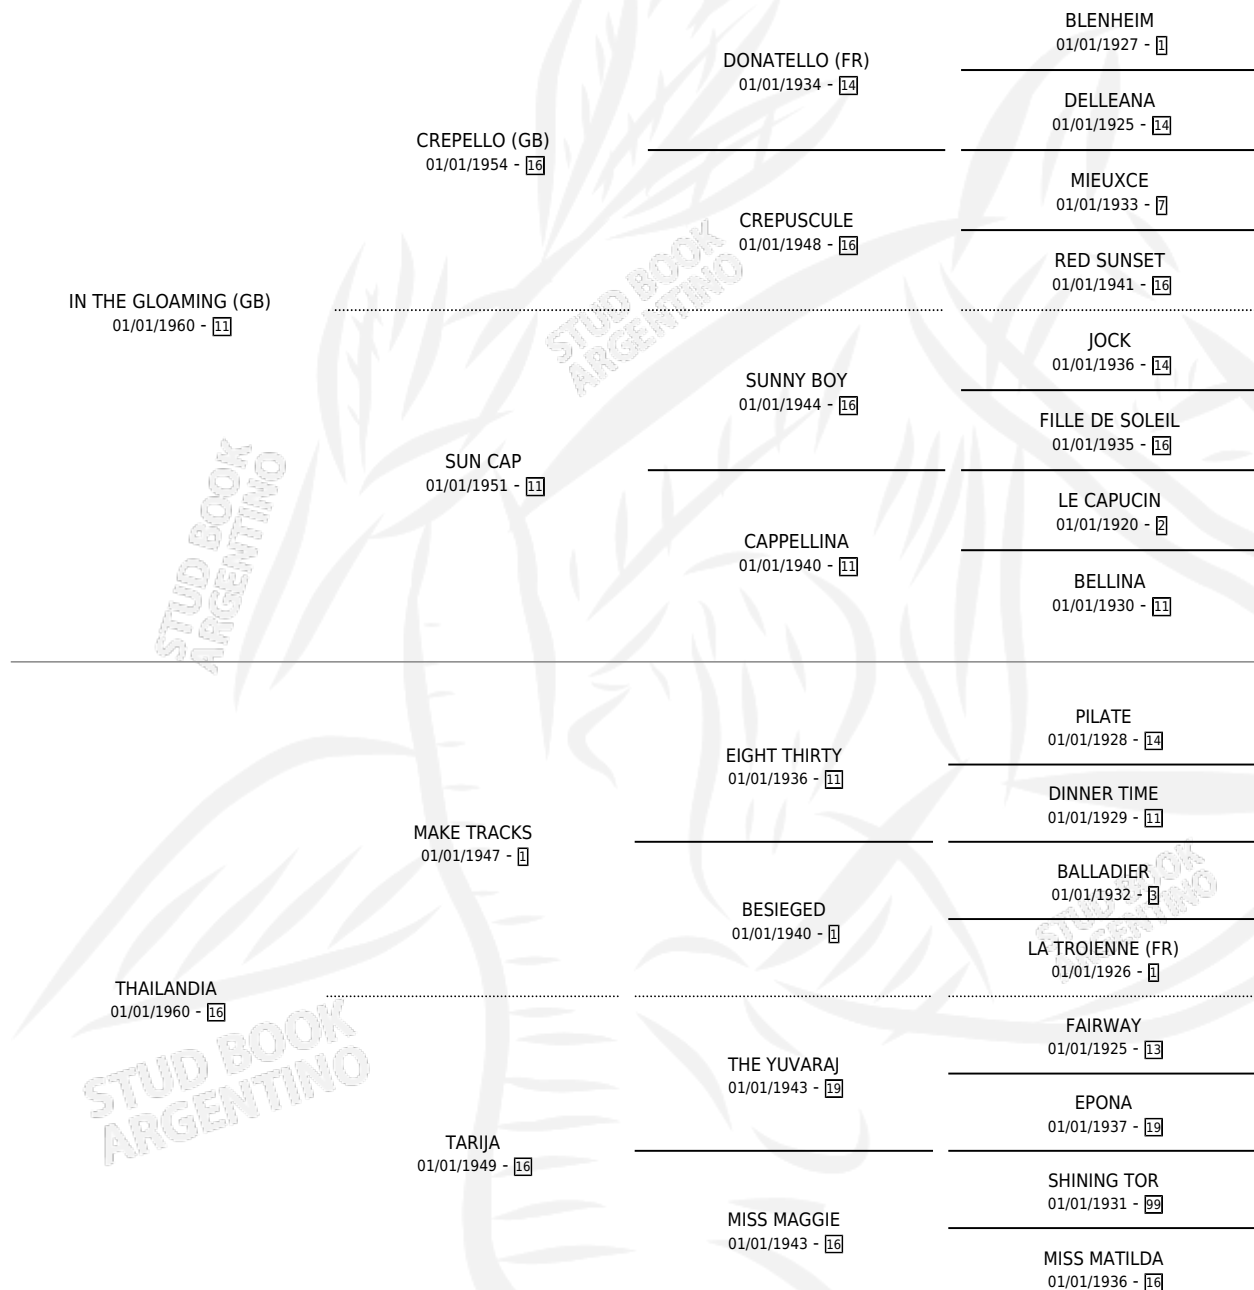 BLENHEIM
01/01/1927 - 1
DONATELLO (FR)
01/01/1934 - 14
DELLEANA
01/01/1925 - 14
CREPELLO (GB)
01/01/1954 - 16
MIEUXCE
01/01/1933 - 7
CREPUSCULE
01/01/1948 - 16
RED SUNSET
01/01/1941 - 16
IN THE GLOAMING (GB)
01/01/1960 - 11
STUD BOOK
ARGENTINO
JOCK
01/01/1936 - 14
SUNNY BOY
01/01/1944 - 16
FILLE DE SOLEIL
01/01/1935 - 16
SUN CAP
01/01/1951 - 11
LE CAPUCIN
01/01/1920 - 2
CAPPELLINA
01/01/1940 - 11
BELLINA
01/01/1930 - 11
STUD BOOK
ARGENTINO
PILATE
01/01/1928 - 14
EIGHT THIRTY
01/01/1936 - 11
DINNER TIME
01/01/1929 - 11
MAKE TRACKS
01/01/1947 - 1
BALLADIER
01/01/1932 - 3
BESIEGED
01/01/1940 - 1
LA TROIENNE (FR)
01/01/1926 - 1
STUD BOOK
ARGENTINO
THAILANDIA
01/01/1960 - 16
FAIRWAY
01/01/1925 - 13
THE YUVARAJ
01/01/1943 - 19
EPONA
01/01/1937 - 19
STUD BOOK
ARGENTINO
TARIJA
01/01/1949 - 16
SHINING TOR
01/01/1931 - 99
MISS MAGGIE
01/01/1943 - 16
MISS MATILDA
01/01/1936 - 16